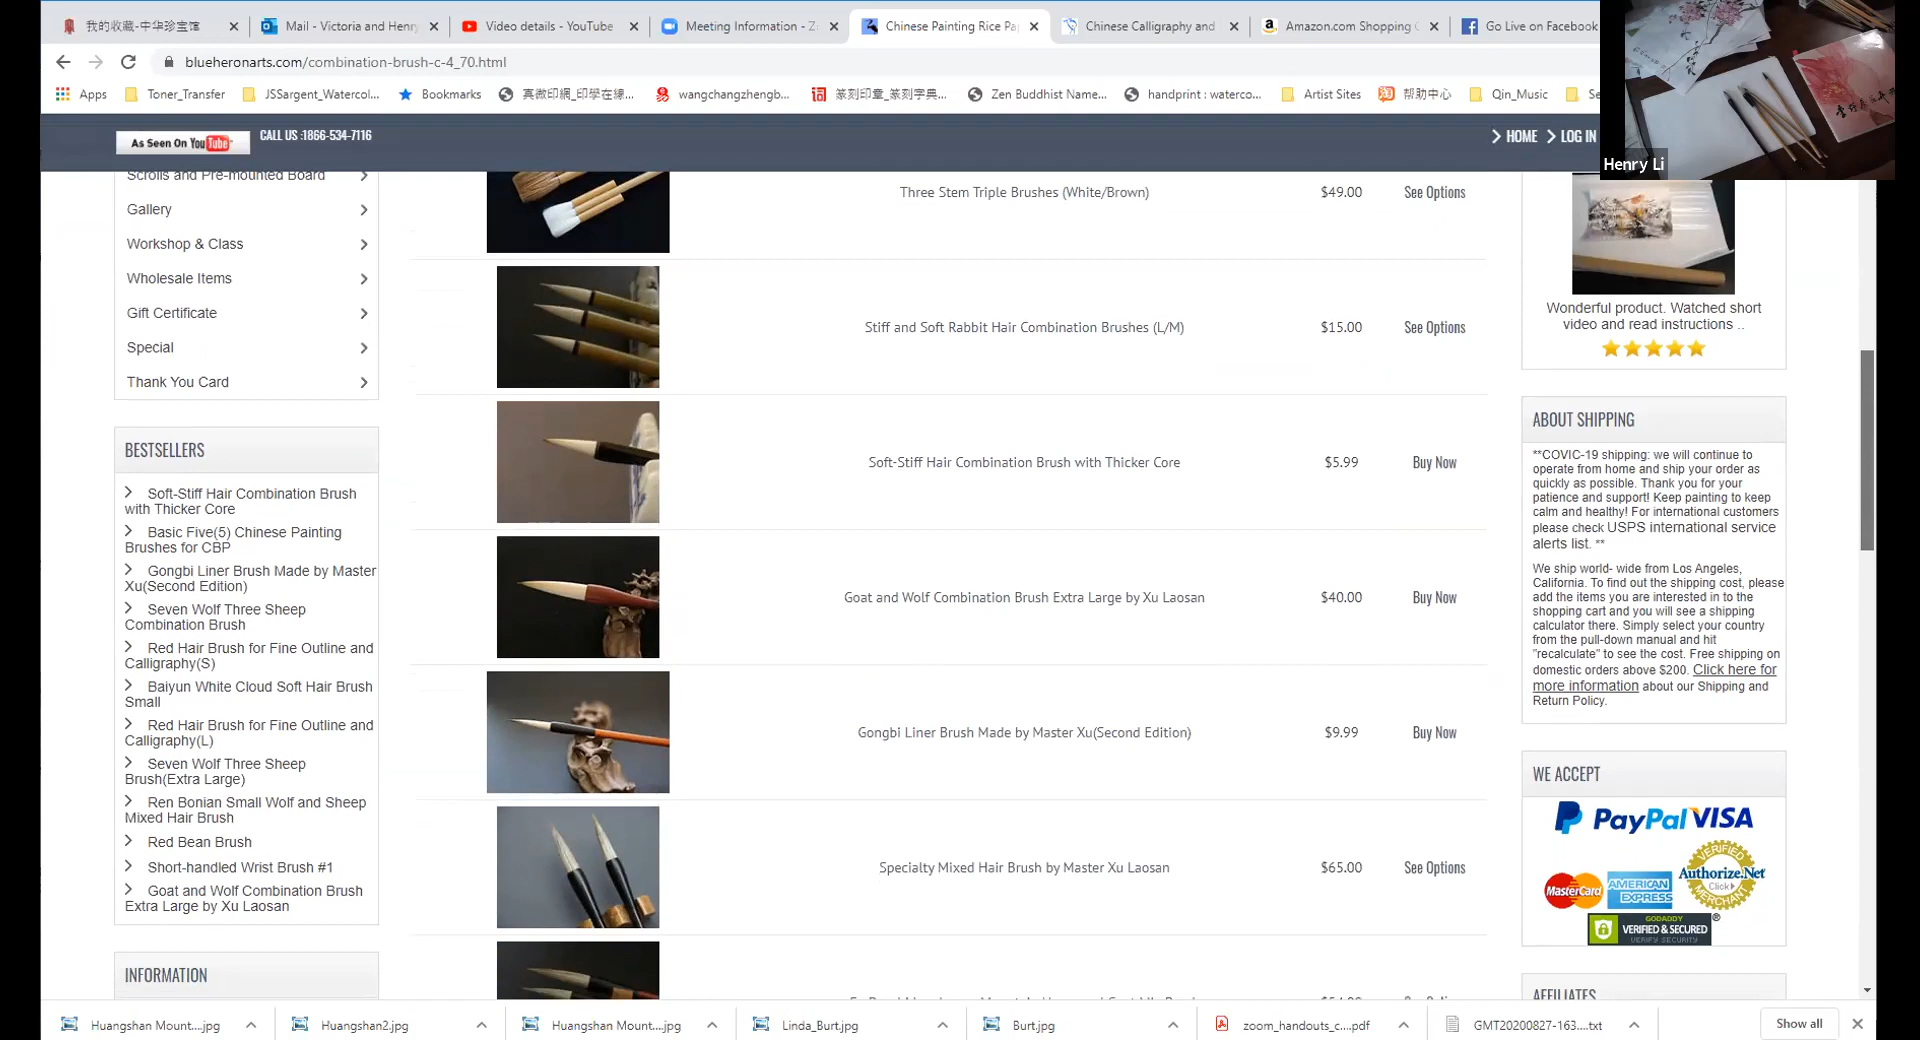 我的收藏-中华珍宝馆
Mail - Victoria and Henry
Video details - YouTube
Meeting Information - Z
Chinese Painting Rice Pa
Chinese Calligraphy and
Amazon.com Shopping C
Go Live on Facebook
blueheronarts.com/combination-brush-c-4_70.html
Apps
Toner_Transfer
JSSargent_Watercol...
Bookmarks
真微印網_印學在線...
wangchangzhengb...
篆刻印章_篆刻字典...
Zen Buddhist Name...
handprint : waterco...
Artist Sites
帮助中心
Qin_Music
Se
Henry Li
As Seen On YouTube
CALL US :1866-534-7116
HOME
LOG IN
Scrolls and Pre-mounted Board
Gallery
Workshop & Class
Wholesale Items
Gift Certificate
Special
Thank You Card
BESTSELLERS
Soft-Stiff Hair Combination Brush
with Thicker Core
Basic Five(5) Chinese Painting
Brushes for CBP
Gongbi Liner Brush Made by Master
Xu(Second Edition)
Seven Wolf Three Sheep
Combination Brush
Red Hair Brush for Fine Outline and
Calligraphy(S)
Baiyun White Cloud Soft Hair Brush
Small
Red Hair Brush for Fine Outline and
Calligraphy(L)
Seven Wolf Three Sheep
Brush(Extra Large)
Ren Bonian Small Wolf and Sheep
Mixed Hair Brush
Red Bean Brush
Short-handled Wrist Brush #1
Goat and Wolf Combination Brush
Extra Large by Xu Laosan
INFORMATION
Three Stem Triple Brushes (White/Brown) $49.00 See Options
Stiff and Soft Rabbit Hair Combination Brushes (L/M) $15.00 See Options
Soft-Stiff Hair Combination Brush with Thicker Core $5.99 Buy Now
Goat and Wolf Combination Brush Extra Large by Xu Laosan $40.00 Buy Now
Gongbi Liner Brush Made by Master Xu(Second Edition) $9.99 Buy Now
Specialty Mixed Hair Brush by Master Xu Laosan $65.00 See Options
Wonderful product. Watched short
video and read instructions ..
ABOUT SHIPPING
**COVIC-19 shipping: we will continue to
operate from home and ship your order as
quickly as possible. Thank you for your
patience and support! Keep painting to keep
calm and healthy! For international customers
please check USPS international service
alerts list. **
We ship world- wide from Los Angeles,
California. To find out the shipping cost, please
add the items you are interested in to the
shopping cart and you will see a shipping
calculator there. Simply select your country
from the pull-down manual and hit
"recalculate" to see the cost. Free shipping on
domestic orders above $200. Click here for
more information about our Shipping and
Return Policy.
WE ACCEPT
PayPal VISA
MasterCard
AMERICAN
EXPRESS
VERIFIED
Authorize.Net
Click
MERCHANT
GODADDY
VERIFIED & SECURED
VERIFY SECURITY
AFFILIATES
Huangshan Mount....jpg
Huangshan2.jpg
Huangshan Mount....jpg
Linda_Burt.jpg
Burt.jpg
zoom_handouts_c....pdf
GMT20200827-163....txt
Show all